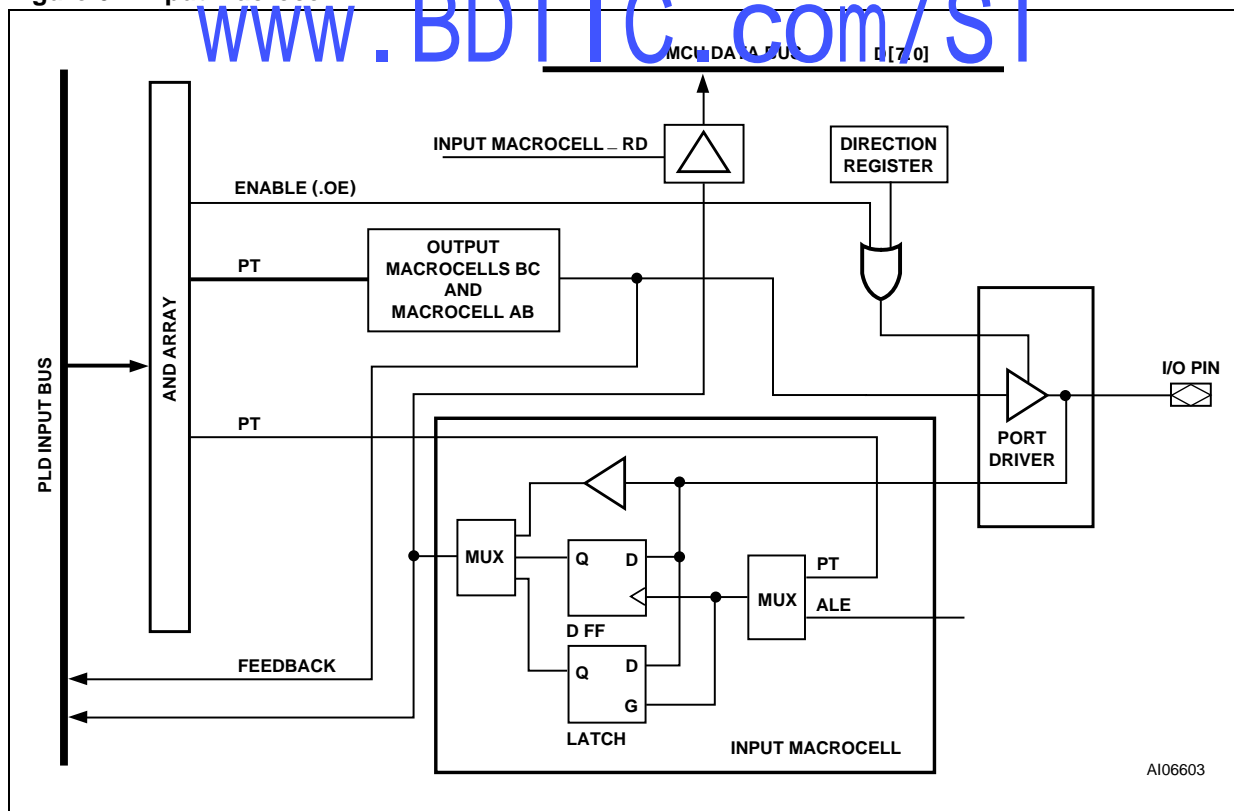 www.BDTIC.com/ST
MCU DATA BUS
D[7:0]
INPUT MACROCELL _ RD
DIRECTION
REGISTER
ENABLE (.OE)
PT
OUTPUT
MACROCELLS BC
AND
MACROCELL AB
AND ARRAY
PLD INPUT BUS
I/O PIN
PT
PORT
DRIVER
MUX
Q
D
D FF
MUX
PT
ALE
FEEDBACK
Q
D
G
LATCH
INPUT MACROCELL
AI06603